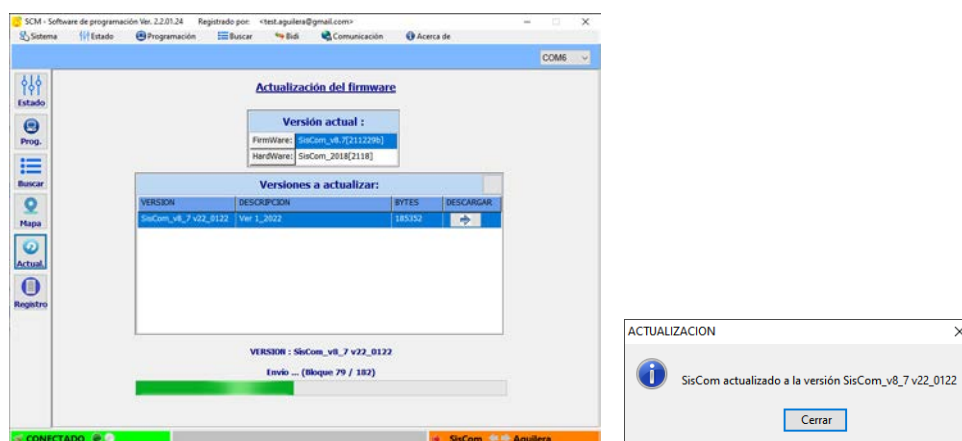 SCM - Software de programación Ver. 2.2.01.24 Registrado por: <test.aguilera@gmail.com>
Sistema Estado Programación Buscar Bidi Comunicación Acerca de
COM6
Estado
Prog.
Buscar
Mapa
Actual.
Registro
Actualización del firmware
Versión actual :
FirmWare: SisCom_v8.7[211229b]
HardWare: SisCom_2018[2118]
Versiones a actualizar:
VERSION DESCRIPCION BYTES DESCARGAR
SisCom_v8_7 v22_0122 Ver 1_2022 185352
VERSION : SisCom_v8_7 v22_0122
Envio ... (Bloque 79 / 182)
CONECTADO
SisCom Aguilera
ACTUALIZACION
SisCom actualizado a la versión SisCom_v8_7 v22_0122
Cerrar